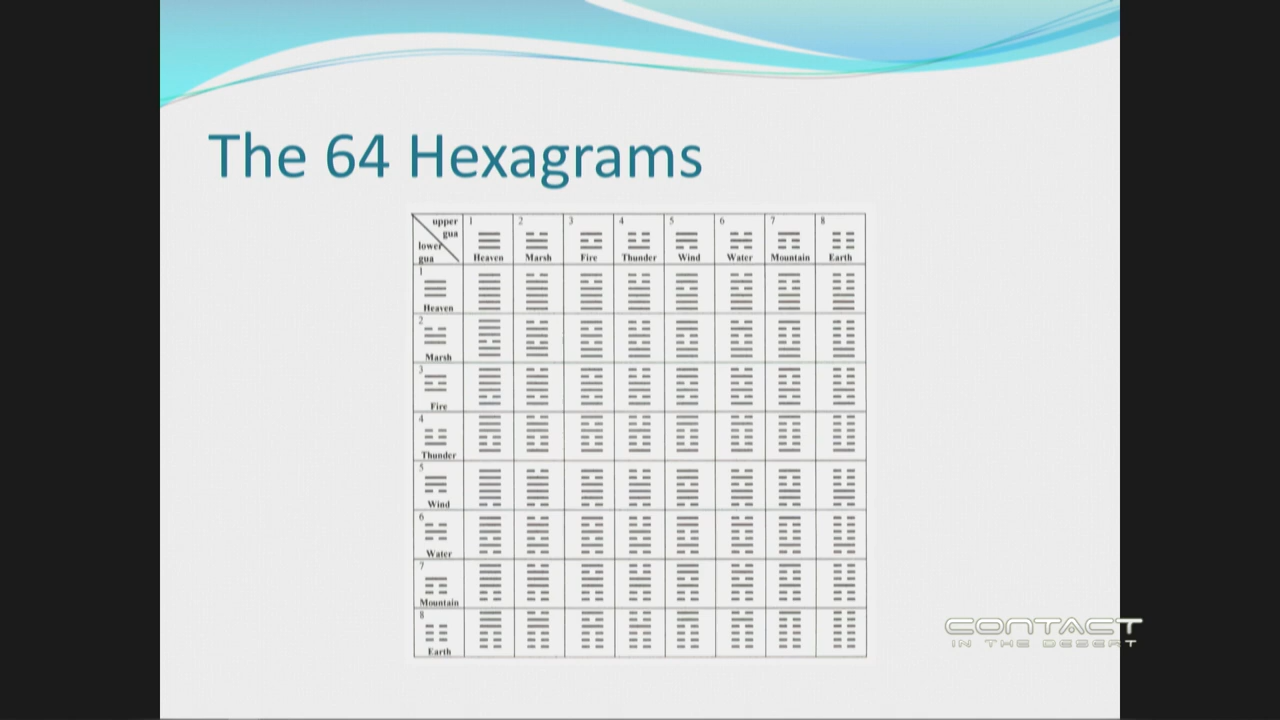 The 64 Hexagrams
upper
gua
lower
gua
1
Heaven
2
Marsh
3
Fire
4
Thunder
5
Wind
6
Water
7
Mountain
8
Earth
1
Heaven
2
Marsh
3
Fire
4
Thunder
5
Wind
6
Water
7
Mountain
8
Earth
CONTACT
IN THE DESERT